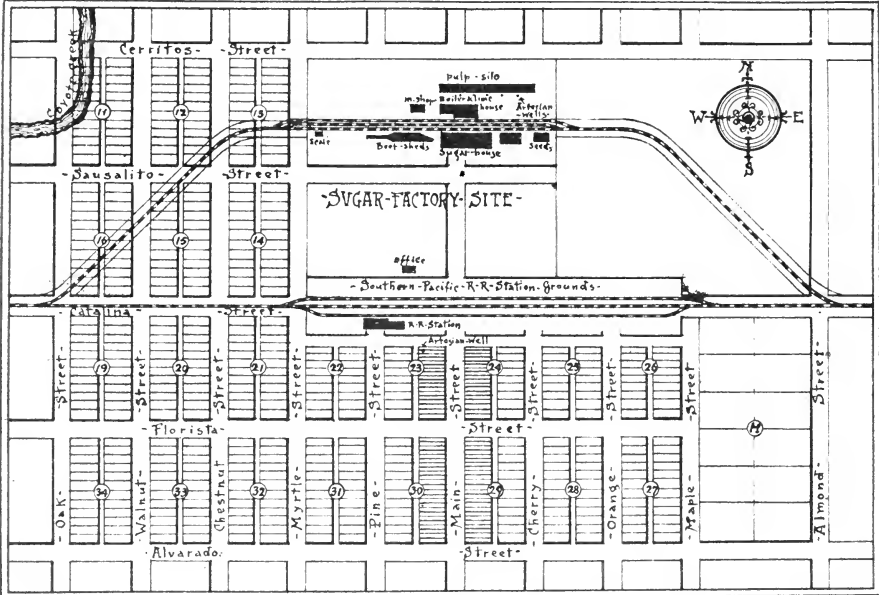 -Cerritos- -Street-
Coyote-Creek
pulp-silo
m.shop
Boiler & lime house
Artesian wells-
11
12
13
N
W
E
S
Scale
Beet-sheds
Sugar-house
Seeds
-Sausalito- -Street-
-SUGAR-FACTORY-SITE-
16
15
14
office
-Southern-Pacific-R-R-Station-Grounds-
-Catalina- -Street-
R-R-Station
Artesian-well
19
20
21
22
23
24
25
26
M
-Florista- -Street-
34
33
32
31
30
29
28
27
-Oak- -Street-
-Walnut- -Street-
Chestnut -Street-
-Myrtle- -Street-
-Pine- -Street-
-Main- -Street-
-Cherry- -Street-
-Orange- -Street-
-Maple- -Street
-Almond- -Street-
-Alvarado- -Street-